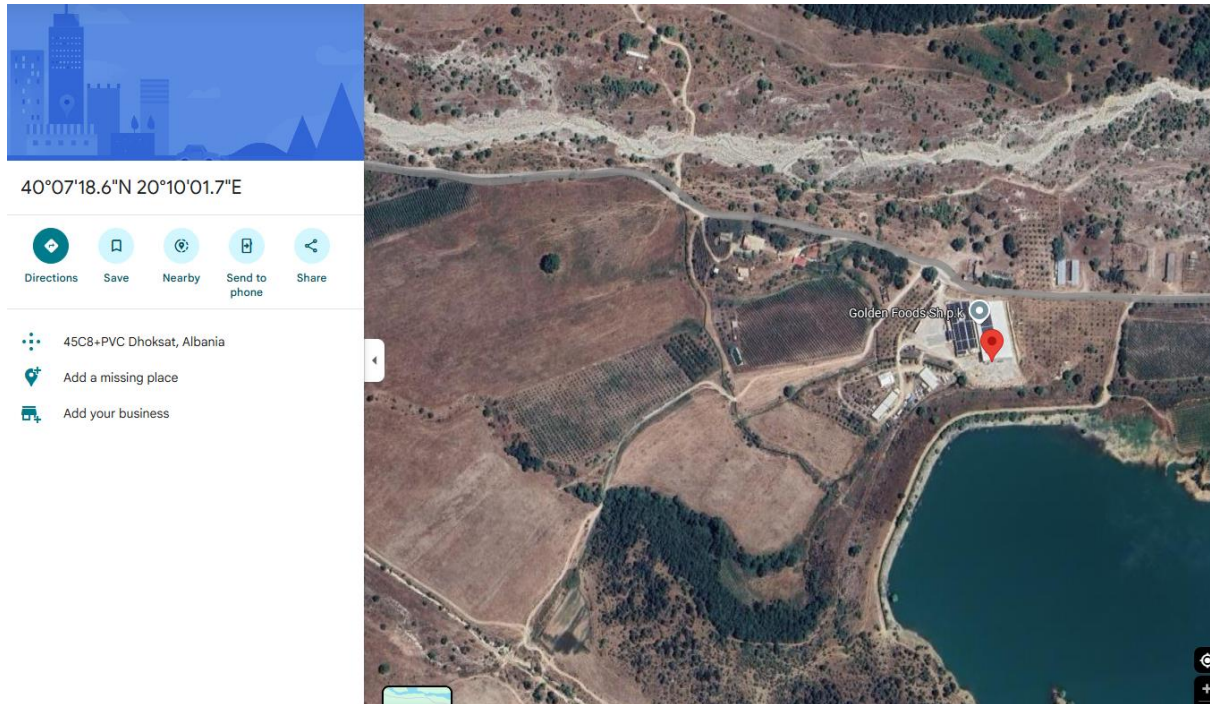 40°07'18.6"N 20°10'01.7"E
Directions
Save
Nearby
Send to
phone
Share
45C8+PVC Dhoksat, Albania
Add a missing place
Add your business
Golden Foods Sh.p.k